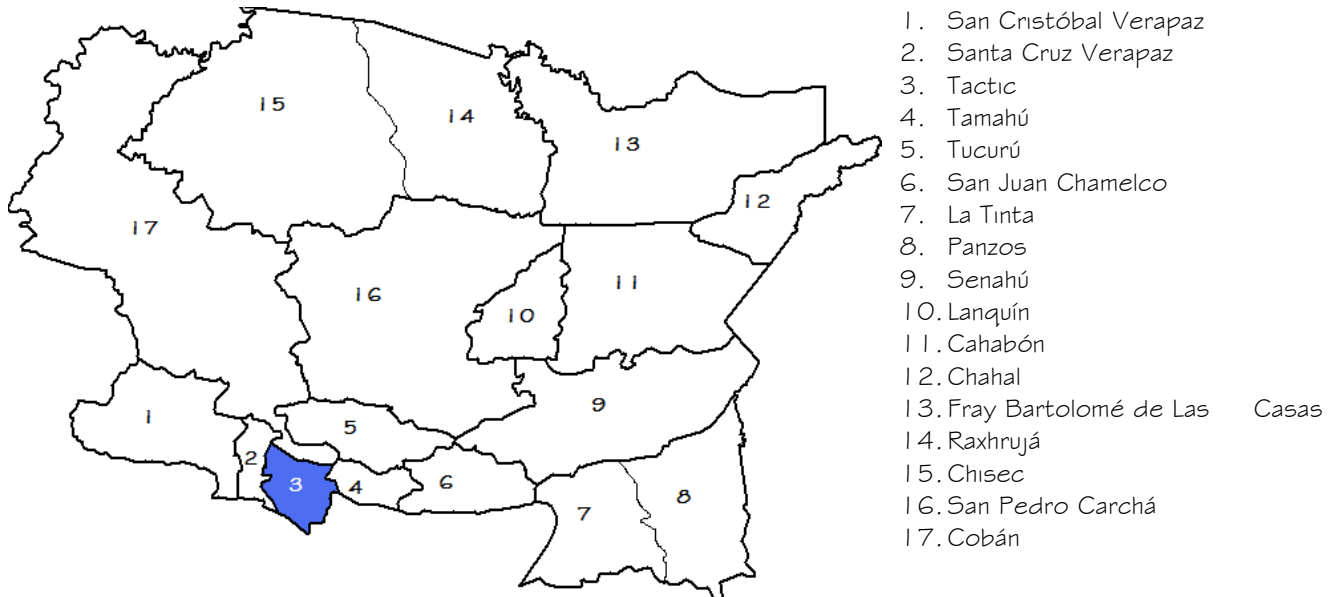 1. San Cristóbal Verapaz
2. Santa Cruz Verapaz
3. Tactic
4. Tamahú
5. Tucurú
6. San Juan Chamelco
7. La Tinta
8. Panzos
9. Senahú
10. Lanquín
11. Cahabón
12. Chahal
13. Fray Bartolomé de Las Casas
14. Raxhrujá
15. Chisec
16. San Pedro Carchá
17. Cobán
15
14
13
12
17
16
11
10
9
1
5
2
3
4
6
7
8